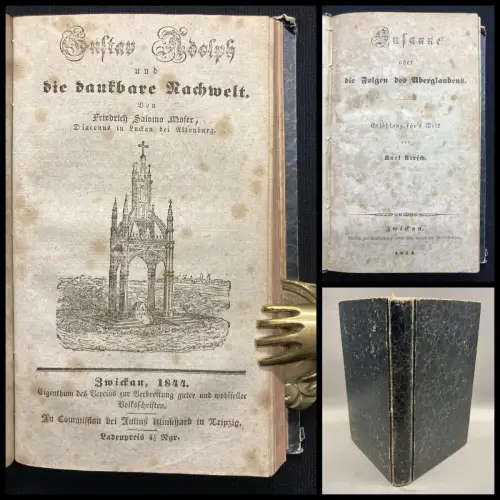 Gustav Adolph
und
die dankbare Nachwelt.
Von
Friedrich Salomo Moser,
Diaconus in Luckau bei Altenburg.
Zwickau, 1844.
Eigenthum des Vereins zur Verbreitung guter und wohlfeiler
Volksschriften.
In Commission bei Julius Klinkhard in Leipzig.
Ladenpreis 4½ Ngr.
Susanne
oder
die Folgen des Aberglaubens.
Erzählung für's Volk
von
Karl Kirsch.
Zwickau,
1844.